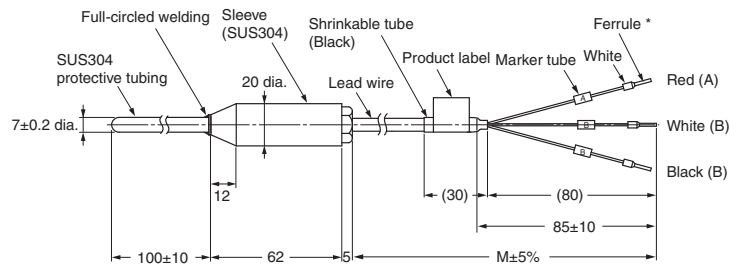 Full-circled welding
Sleeve
(SUS304)
Shrinkable tube
(Black)
Ferrule *
SUS304
protective tubing
Product label
Marker tube
White
20 dia.
Lead wire
Red (A)
A
7±0.2 dia.
B
White (B)
B
Black (B)
12
(30)
(80)
85±10
100±10
62
5
M±5%